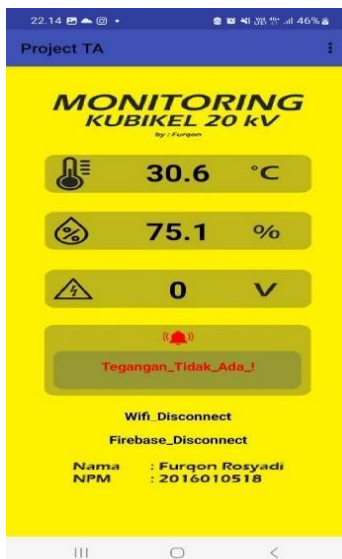 22.14
46%
Project TA
MONITORING
KUBIKEL 20 kV
by : Furqon
30.6 °C
75.1 %
0 V
Tegangan_Tidak_Ada_!
Wifi_Disconnect
Firebase_Disconnect
Nama : Furqon Rosyadi
NPM : 2016010518